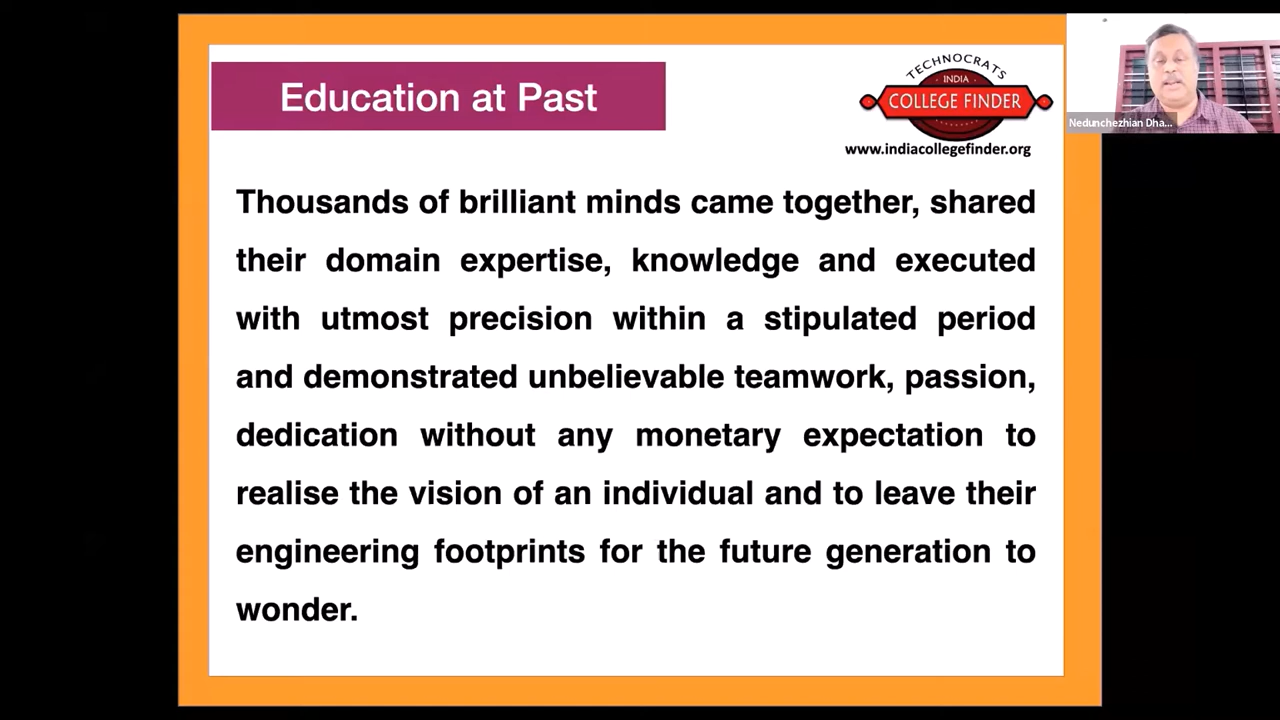 Education at Past
TECHNOCRATS
INDIA
COLLEGE FINDER
www.indiacollegefinder.org
Nedunchezhian Dha...
Thousands of brilliant minds came together, shared
their domain expertise, knowledge and executed
with utmost precision within a stipulated period
and demonstrated unbelievable teamwork, passion,
dedication without any monetary expectation to
realise the vision of an individual and to leave their
engineering footprints for the future generation to
wonder.